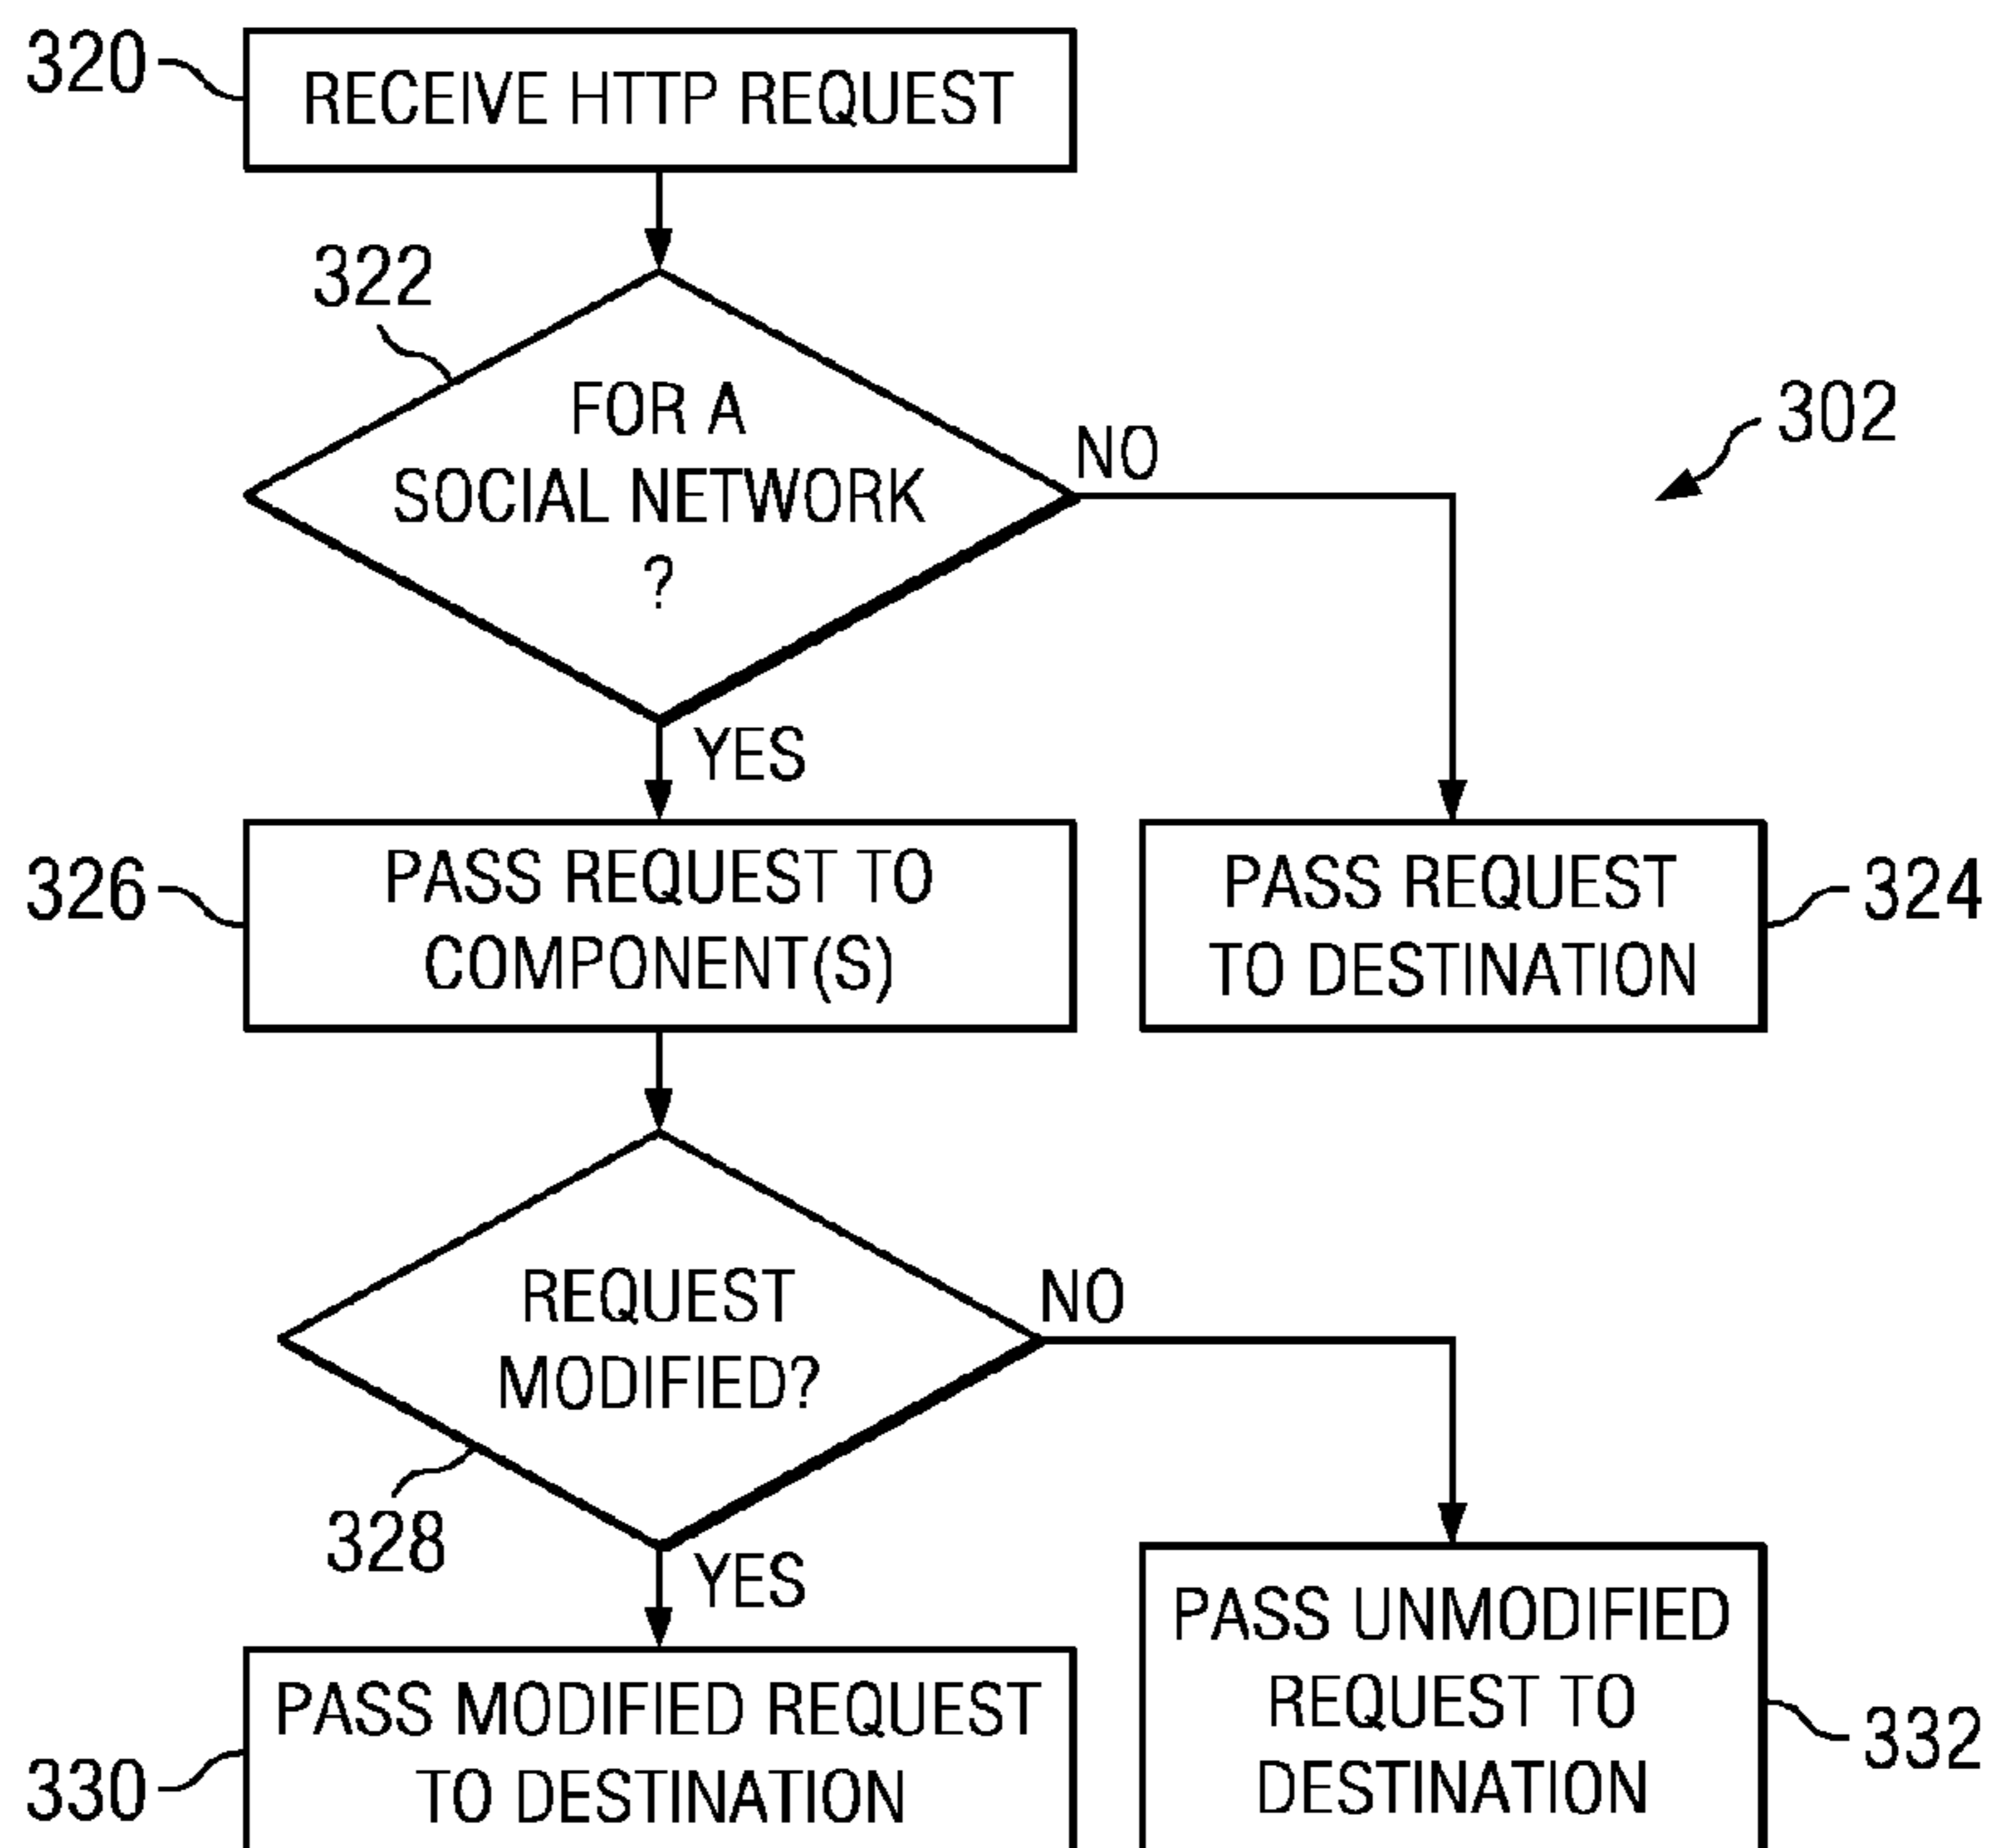 320
RECEIVE HTTP REQUEST
322
FOR A
SOCIAL NETWORK
?
NO
302
YES
326
PASS REQUEST TO
COMPONENT(S)
PASS REQUEST
TO DESTINATION
324
REQUEST
MODIFIED?
NO
328
YES
330
PASS MODIFIED REQUEST
TO DESTINATION
PASS UNMODIFIED
REQUEST TO
DESTINATION
332